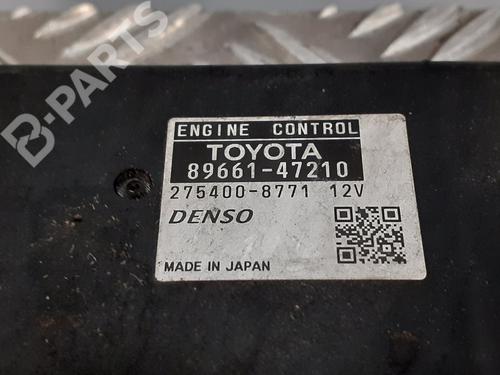 B-PARTS
ENGINE CONTROL
TOYOTA
89661-47210
275400-8771 12V
DENSO
MADE IN JAPAN